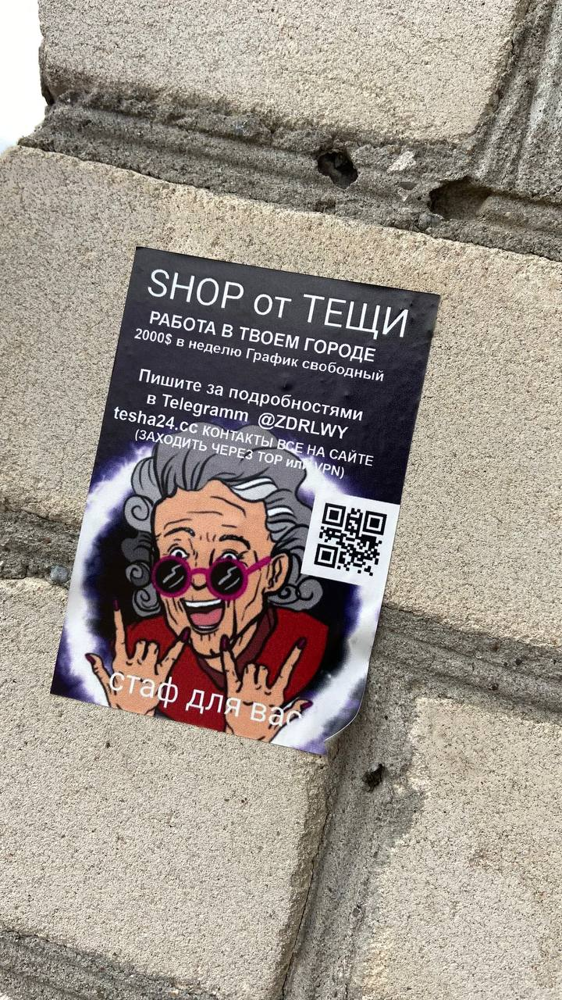 SHOP от ТЕЩИ
РАБОТА В ТВОЕМ ГОРОДЕ
2000$ в неделю График свободный
Пишите за подробностями
в Telegramm @ZDRLWY
tesha24.cc КОНТАКТЫ ВСЕ НА САЙТЕ
(ЗАХОДИТЬ ЧЕРЕЗ ТОР или VPN)
стаф для вас